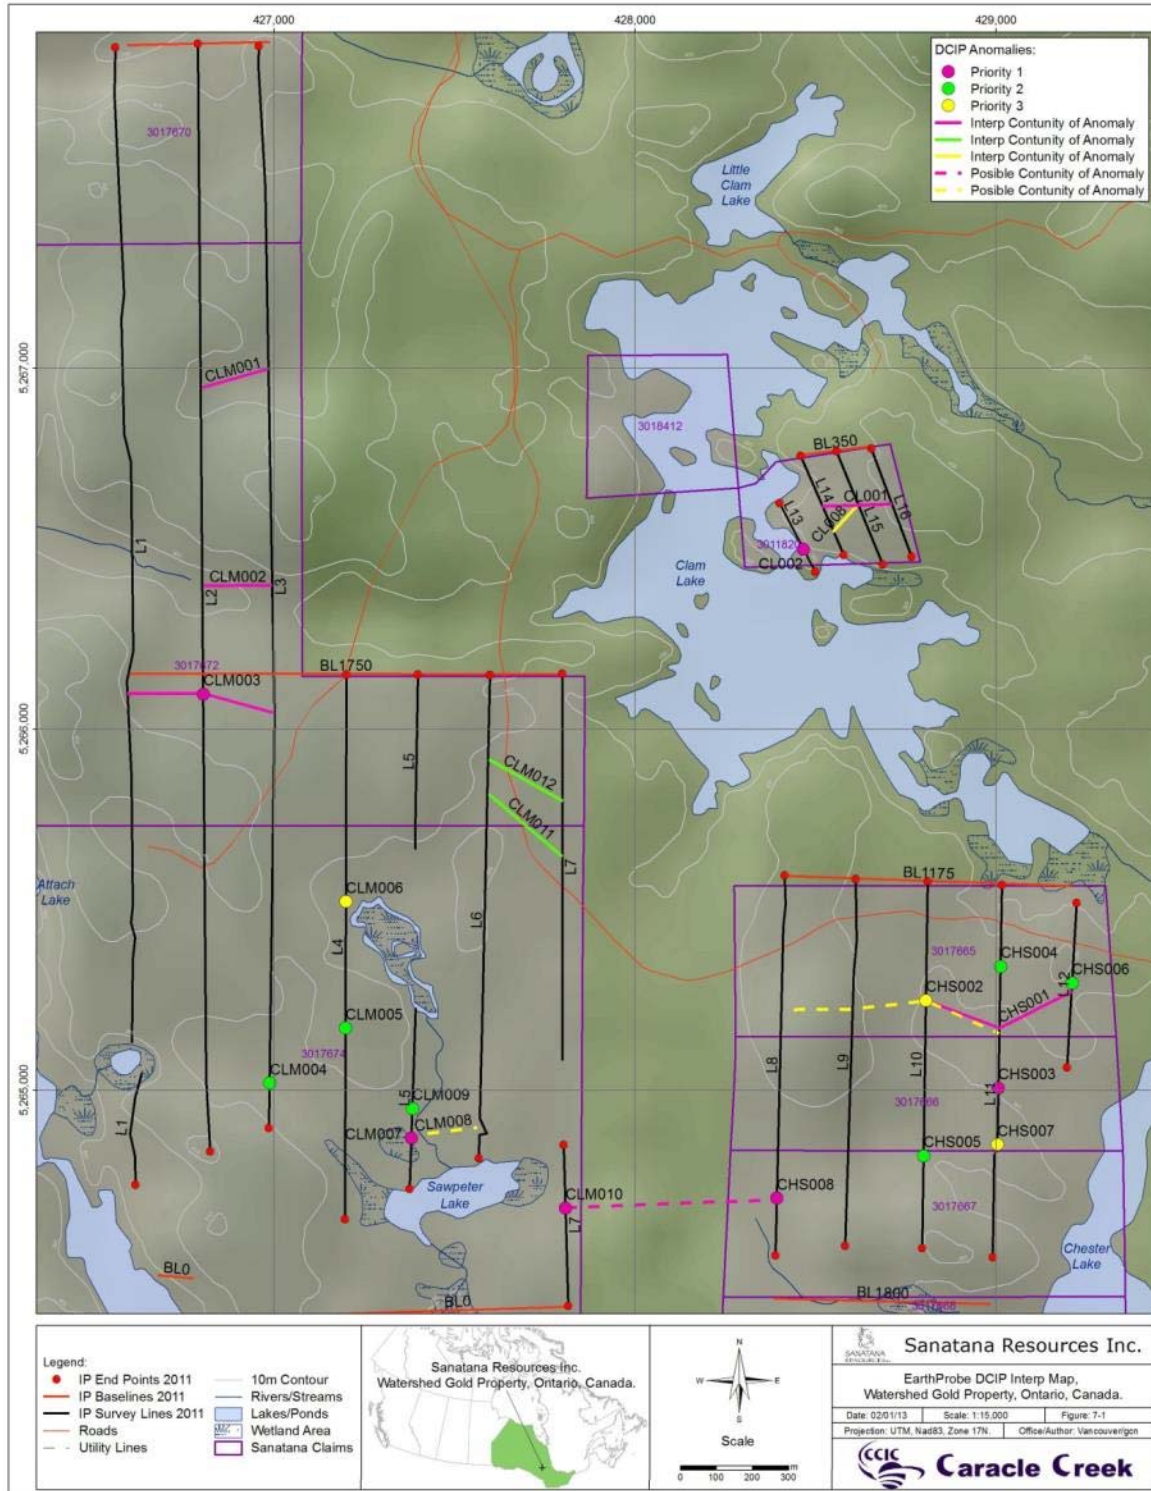 427,000
428,000
429,000
5,267,000
5,266,000
5,265,000
DCIP Anomalies:
Priority 1
Priority 2
Priority 3
Interp Contunity of Anomaly
Interp Contunity of Anomaly
Interp Contunity of Anomaly
Posible Contunity of Anomaly
Posible Contunity of Anomaly
3017670
Little
Clam
Lake
CLM001
L1
3018412
BL350
L14
CL001
L16
L13
CL008
L15
3011820
CL002
Clam
Lake
CLM002
L2
L3
3017672
BL1750
CLM003
L5
CLM012
CLM011
L7
Attach
Lake
CLM006
L4
L6
BL1175
3017665
CHS004
CHS006
L12
CHS002
CHS001
CLM005
3017674
CLM004
L8
L9
L10
L11
CHS003
3017666
L1
L5
CLM009
CLM008
CLM007
CHS007
CHS005
Sawpeter
Lake
CLM010
L7
CHS008
3017667
Chester
Lake
BL0
BL0
BL1800
3017668
Legend:
IP End Points 2011
IP Baselines 2011
IP Survey Lines 2011
Roads
Utility Lines
10m Contour
Rivers/Streams
Lakes/Ponds
Wetland Area
Sanatana Claims
Sanatana Resources Inc.
Watershed Gold Property, Ontario, Canada.
N
W
E
S
Scale
0 100 200 300 m
SANATANA
RESOURCES Inc.
Sanatana Resources Inc.
EarthProbe DCIP Interp Map,
Watershed Gold Property, Ontario, Canada.
Date: 02/01/13
Scale: 1:15,000
Figure: 7-1
Projection: UTM, Nad83, Zone 17N.
Office/Author: Vancouver/gcn
CCIC
Caracle Creek